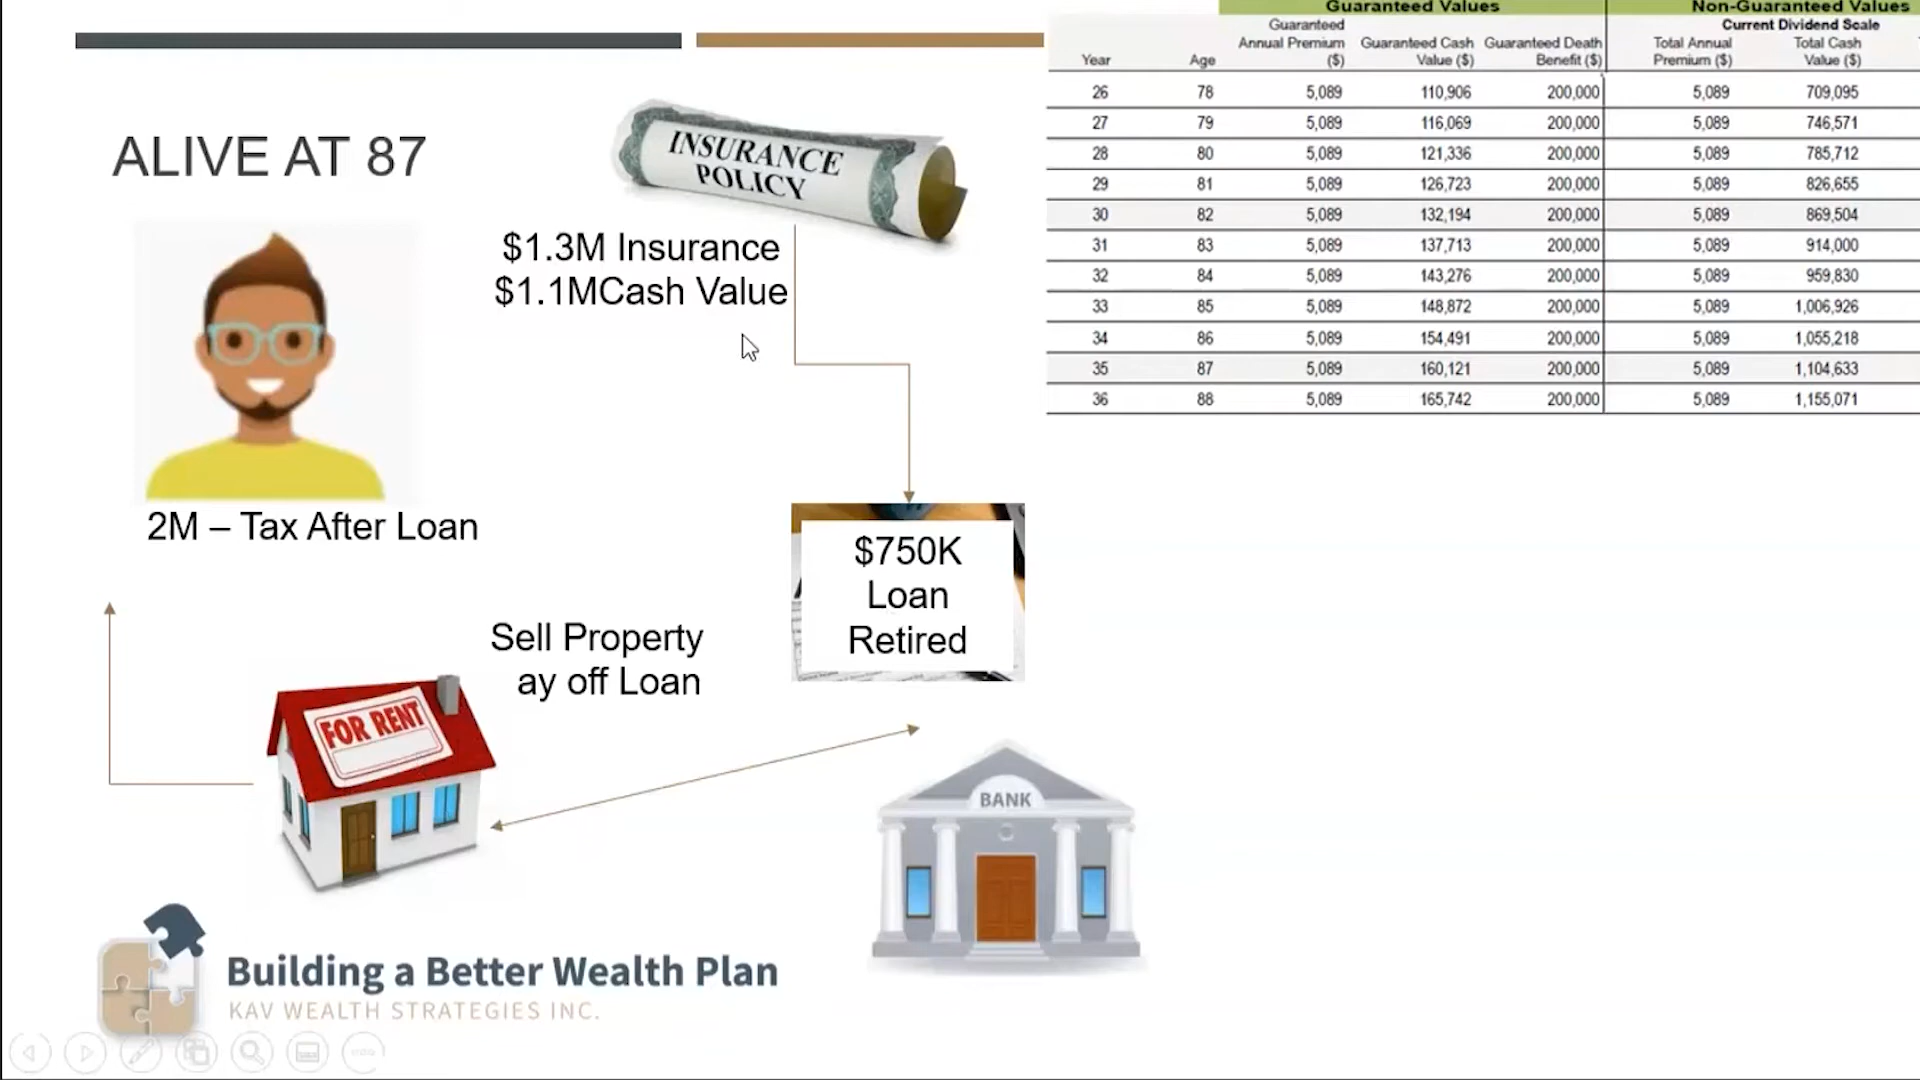 Guaranteed Values Non-Guaranteed Values
Guaranteed Current Dividend Scale
Annual Premium Guaranteed Cash Guaranteed Death Total Annual Total Cash
Year Age ($) Value ($) Benefit ($) Premium ($) Value ($)
26 78 5,089 110,906 200,000 5,089 709,095
27 79 5,089 116,069 200,000 5,089 746,571
28 80 5,089 121,336 200,000 5,089 785,712
29 81 5,089 126,723 200,000 5,089 826,655
30 82 5,089 132,194 200,000 5,089 869,504
31 83 5,089 137,713 200,000 5,089 914,000
32 84 5,089 143,276 200,000 5,089 959,830
33 85 5,089 148,872 200,000 5,089 1,006,926
34 86 5,089 154,491 200,000 5,089 1,055,218
35 87 5,089 160,121 200,000 5,089 1,104,633
36 88 5,089 165,742 200,000 5,089 1,155,071
ALIVE AT 87
INSURANCE
POLICY
$1.3M Insurance
$1.1MCash Value
2M – Tax After Loan
$750K
Loan
Retired
Sell Property
ay off Loan
FOR RENT
BANK
Building a Better Wealth Plan
KAV WEALTH STRATEGIES INC.